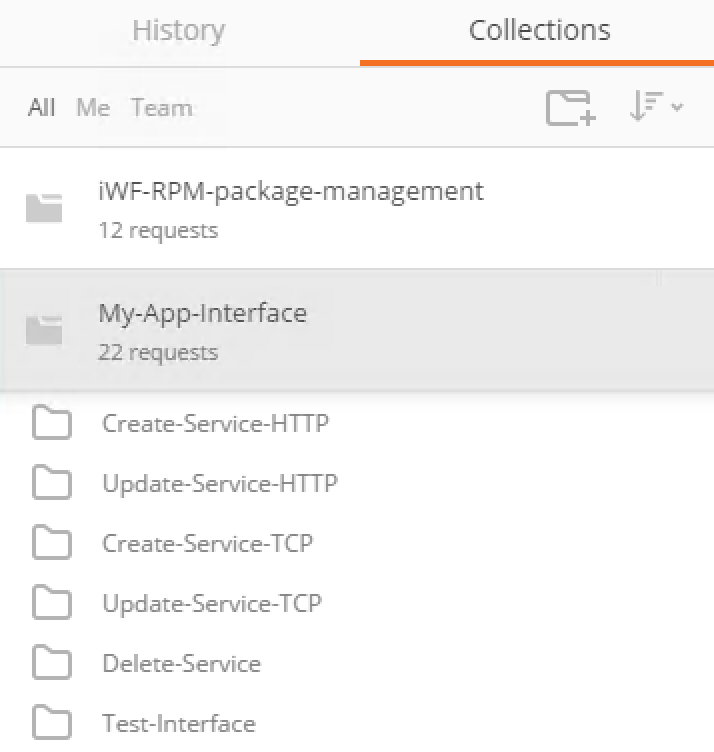 History
Collections
All Me Team
iWF-RPM-package-management
12 requests
My-App-Interface
22 requests
Create-Service-HTTP
Update-Service-HTTP
Create-Service-TCP
Update-Service-TCP
Delete-Service
Test-Interface